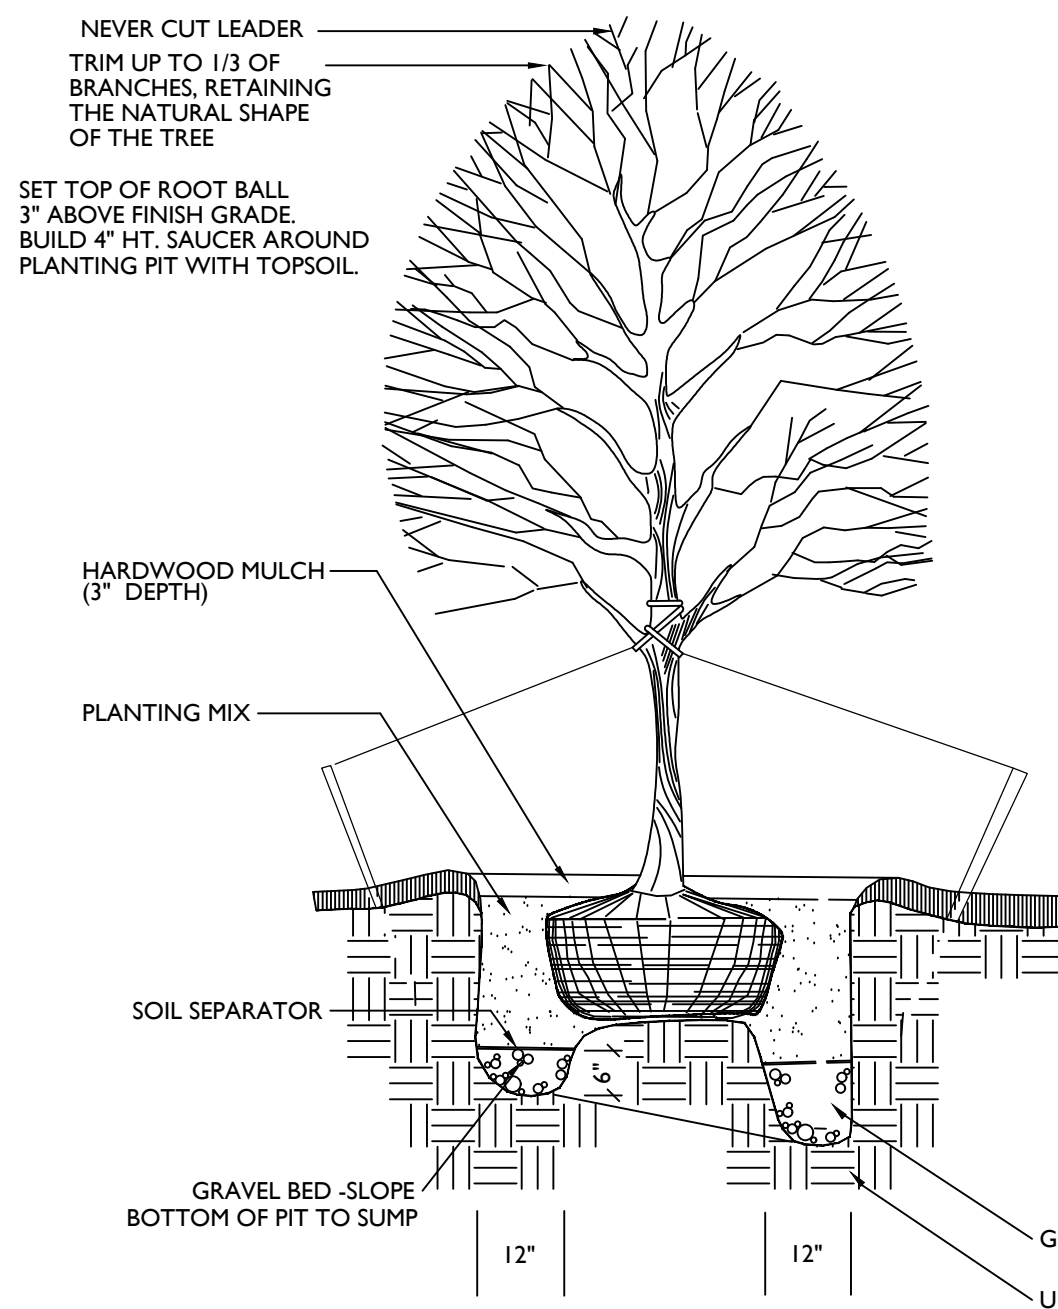 NEVER CUT LEADER
TRIM UP TO 1/3 OF
BRANCHES, RETAINING
THE NATURAL SHAPE
OF THE TREE
SET TOP OF ROOT BALL
3" ABOVE FINISH GRADE.
BUILD 4" HT. SAUCER AROUND
PLANTING PIT WITH TOPSOIL.
HARDWOOD MULCH
(3" DEPTH)
PLANTING MIX
SOIL SEPARATOR
6"
GRAVEL BED -SLOPE
BOTTOM OF PIT TO SUMP
12"
12"
G
U